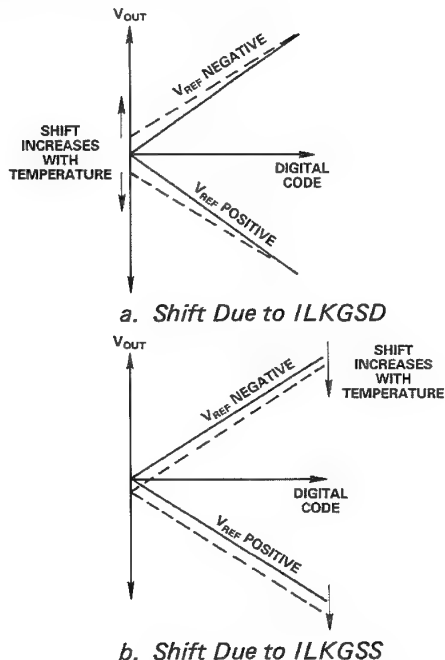 VOUT
VREF NEGATIVE
SHIFT
INCREASES
WITH
TEMPERATURE
DIGITAL
CODE
VREF POSITIVE
a. Shift Due to ILKGSD
VOUT
SHIFT
INCREASES
WITH
TEMPERATURE
VREF NEGATIVE
DIGITAL
CODE
VREF POSITIVE
b. Shift Due to ILKGSS